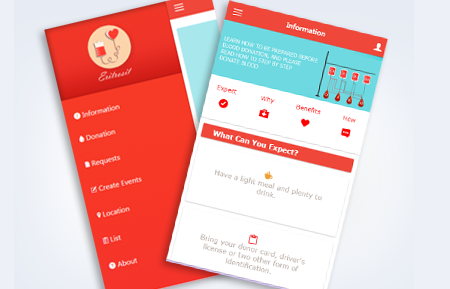 Eritrosit
Information
Donation
Requests
Create Events
Location
List
About
Information
LEARN HOW TO BE PREPARED BEFORE
BLOOD DONATION AND PLEASE
READ HOW TO STEP BY STEP
DONATE BLOOD
Expect
Why
Benefits
How
What Can You Expect?
Have a light meal and plenty to
drink.
Bring your donor card, driver's
license or two other form of
identification.